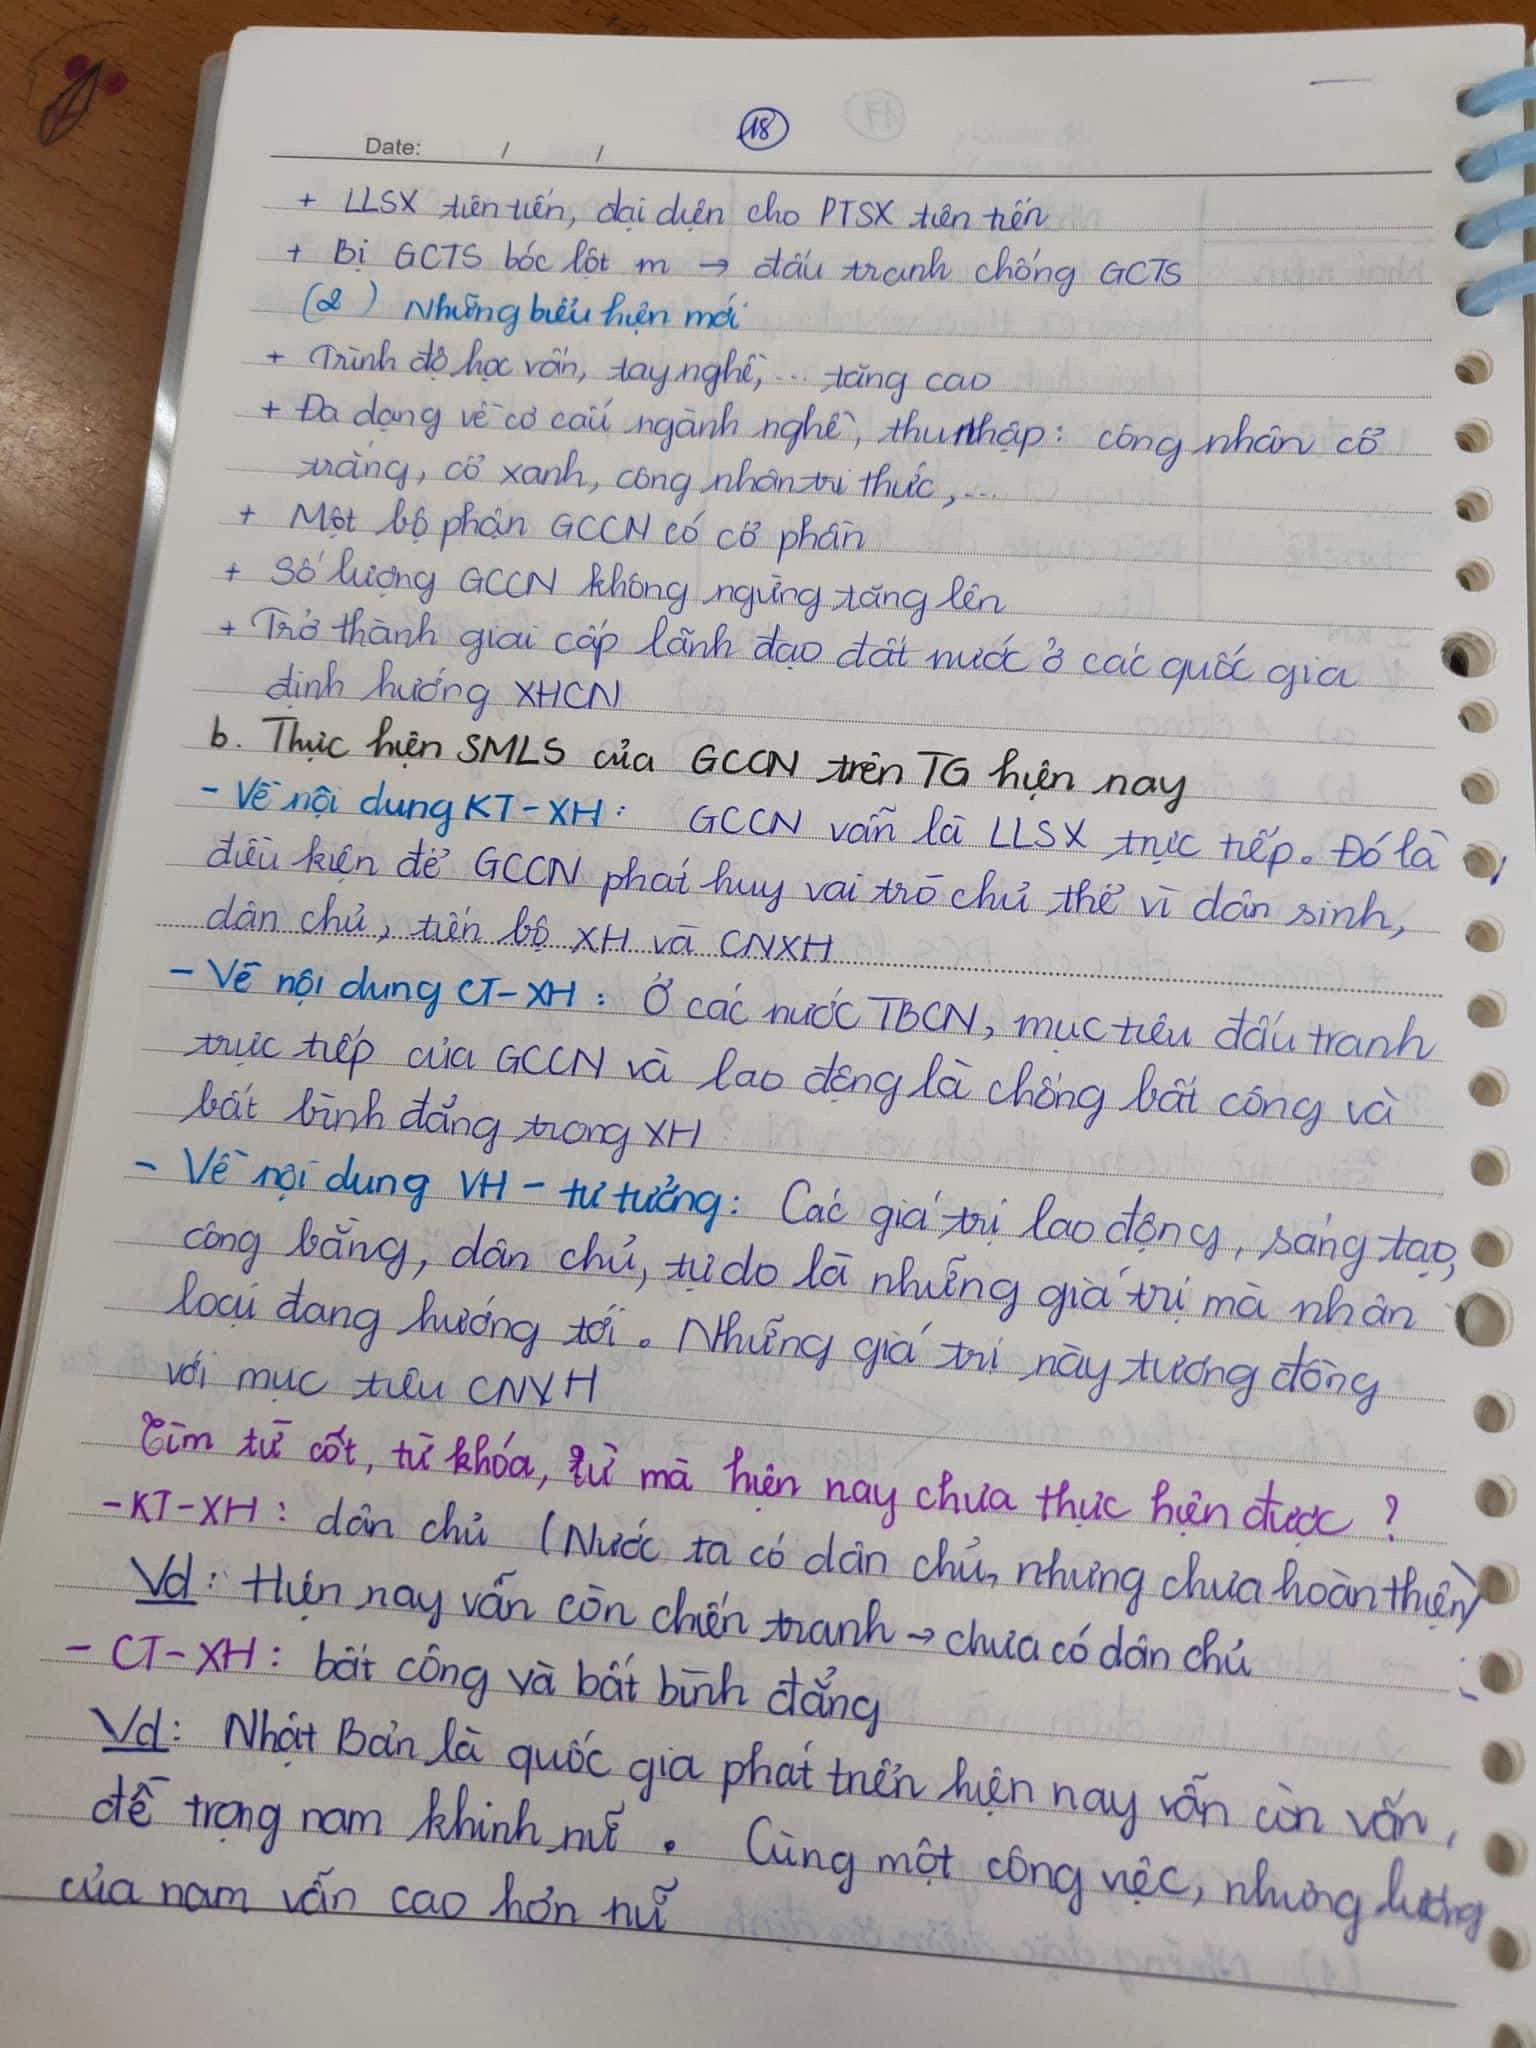 18
Date: / /
+ LLSX tiên tiến, đại diện cho PTSX tiên tiến
+ Bị GCTS bóc lột m → đấu tranh chống GCTS
(2) Những biểu hiện mới
+ Trình độ học vấn, tay nghề, ... tăng cao
+ Đa dạng về cơ cấu ngành nghề, thu nhập: công nhân cổ
trắng, cổ xanh, công nhân tri thức,...
+ Một bộ phận GCCN có cổ phần
+ Số lượng GCCN không ngừng tăng lên
+ Trở thành giai cấp lãnh đạo đất nước ở các quốc gia
định hướng XHCN
b. Thực hiện SMLS của GCCN trên TG hiện nay
- Về nội dung KT-XH: GCCN vẫn là LLSX trực tiếp. Đó là
điều kiện để GCCN phát huy vai trò chủ thể vì dân sinh,
dân chủ, tiến bộ XH và CNXH
- Về nội dung CT-XH: Ở các nước TBCN, mục tiêu đấu tranh
trực tiếp của GCCN và lao động là chống bất công và
bất bình đẳng trong XH
- Về nội dung VH - tư tưởng: Các giá trị lao động, sáng tạo,
công bằng, dân chủ, tự do là những giá trị mà nhân
loại đang hướng tới. Những giá trị này tương đồng
với mục tiêu CNXH
Tìm từ cốt, từ khóa, từ mà hiện nay chưa thực hiện được?
- KT-XH: dân chủ (Nước ta có dân chủ, nhưng chưa hoàn thiện)
Vd: Hiện nay vẫn còn chiến tranh → chưa có dân chủ
- CT-XH: bất công và bất bình đẳng
Vd: Nhật Bản là quốc gia phát triển hiện nay vẫn còn vấn
đề trọng nam khinh nữ. Cùng một công việc, nhưng lương
của nam vẫn cao hơn nữ